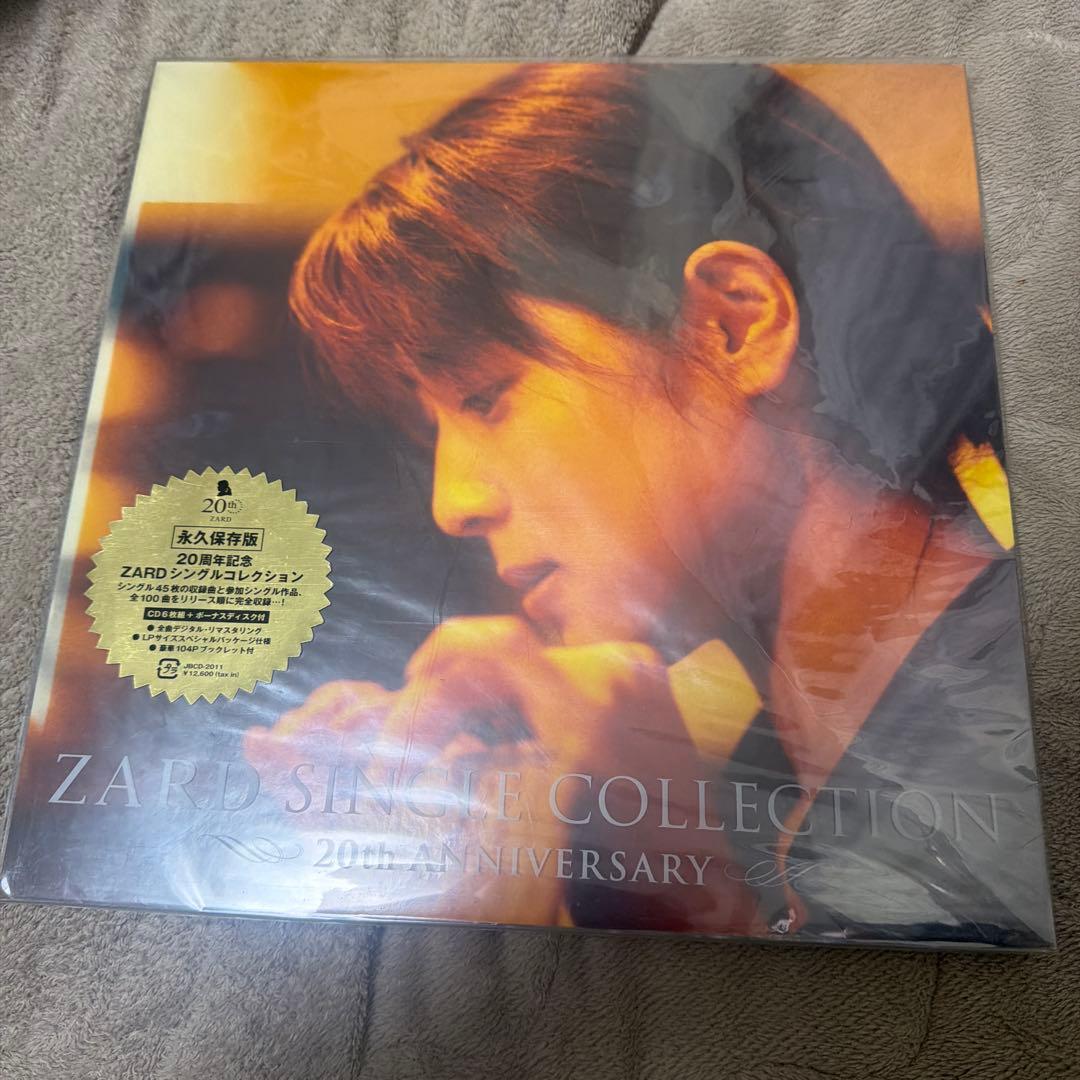 20th
ZARD
永久保存版
20周年記念
ZARDシングルコレクション
シングル45枚の収録曲と参加シングル作品、
全100曲をリリース順に完全収録…!
CD6枚組+ボーナスディスク付
● 全曲デジタル・リマスタリング
● LPサイズスペシャルパッケージ仕様
● 豪華104Pブックレット付
プラ
JBCD-2011
¥12,600(tax in)
ZARD SINGLE COLLECTION
20th ANNIVERSARY